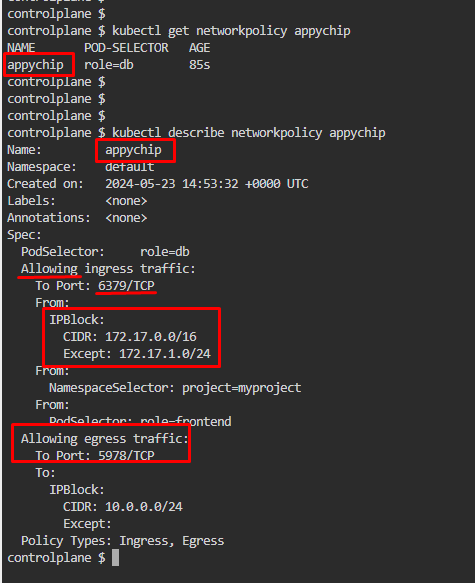 controlplane $
controlplane $
controlplane $ kubectl get networkpolicy appychip
NAME       POD-SELECTOR   AGE
appychip   role=db        85s
controlplane $
controlplane $
controlplane $
controlplane $ kubectl describe networkpolicy appychip
Name:         appychip
Namespace:    default
Created on:   2024-05-23 14:53:32 +0000 UTC
Labels:       <none>
Annotations:  <none>
Spec:
  PodSelector:     role=db
  Allowing ingress traffic:
    To Port: 6379/TCP
    From:
      IPBlock:
        CIDR: 172.17.0.0/16
        Except: 172.17.1.0/24
    From:
      NamespaceSelector: project=myproject
    From:
      PodSelector: role=frontend
  Allowing egress traffic:
    To Port: 5978/TCP
    To:
      IPBlock:
        CIDR: 10.0.0.0/24
        Except:
  Policy Types: Ingress, Egress
controlplane $